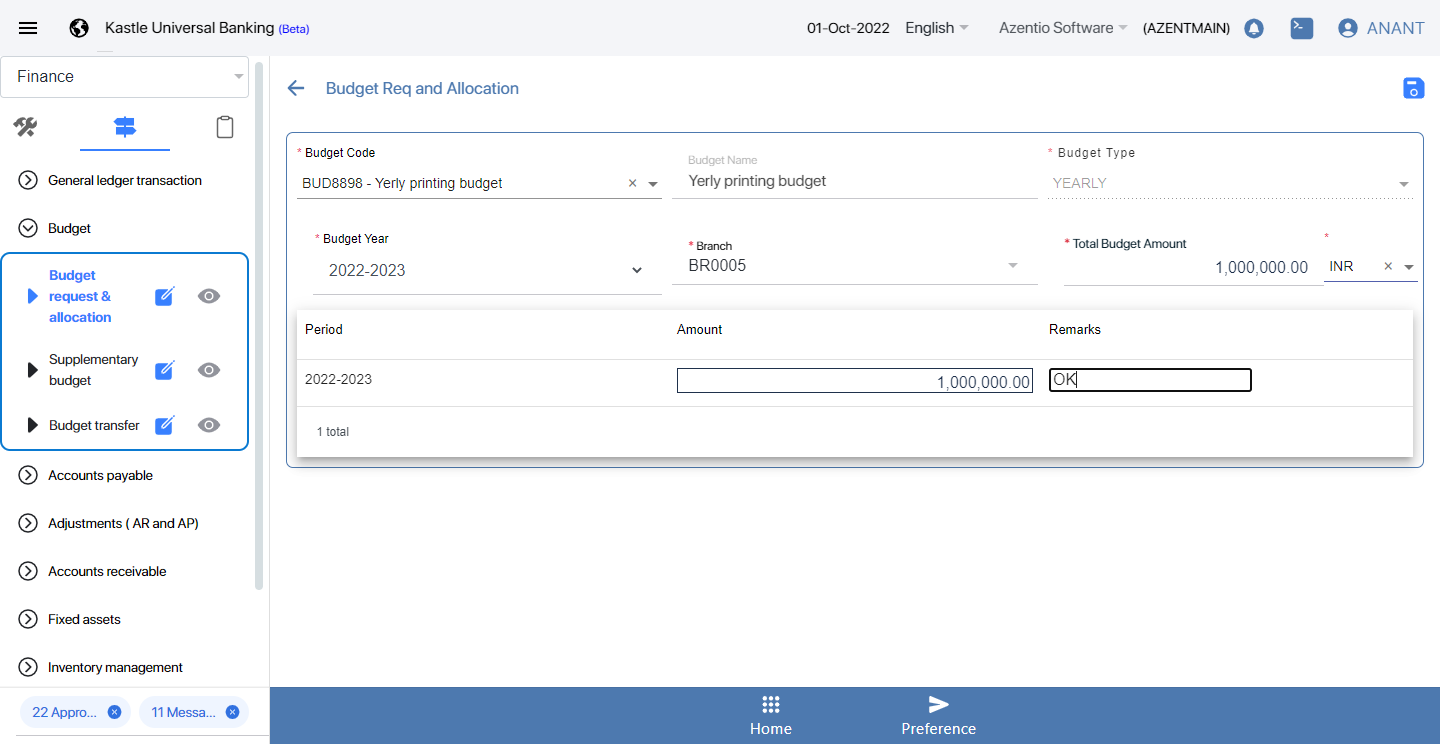 Kastle Universal Banking (Beta)
01-Oct-2022
English
Azentio Software
(AZENTMAIN)
ANANT
Finance
General ledger transaction
Budget
Budget
request &
allocation
Supplementary
budget
Budget transfer
Accounts payable
Adjustments ( AR and AP)
Accounts receivable
Fixed assets
Inventory management
22 Appro...
11 Messa...
Budget Req and Allocation
* Budget Code
BUD8898 - Yerly printing budget
Budget Name
Yerly printing budget
* Budget Type
YEARLY
* Budget Year
2022-2023
* Branch
BR0005
* Total Budget Amount
1,000,000.00
*
INR
Period Amount Remarks
2022-2023 1,000,000.00 OK
1 total
Home
Preference